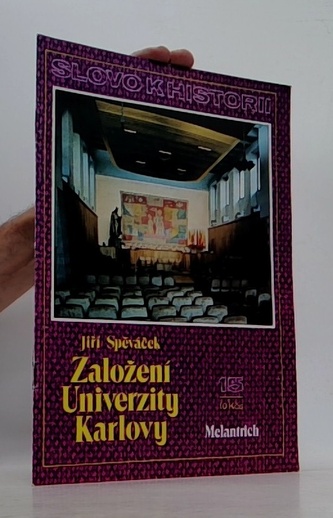 SLOVO K HISTORII
Jiří Spěváček
Založení
Univerzity
Karlovy
15
Melantrich